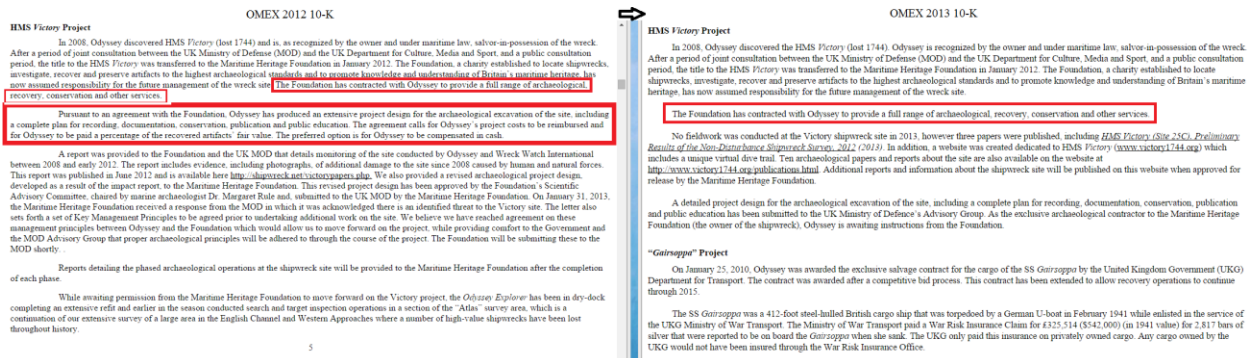 OMEX 2012 10-K
HMS Victory Project
In 2008, Odyssey discovered HMS Victory (lost 1744) and is, as recognized by the owner and under maritime law, salvor-in-possession of the wreck.
After a period of joint consultation between the UK Ministry of Defense (MOD) and the UK Department for Culture, Media and Sport, and a public consultation
period, the title to the HMS Victory was transferred to the Maritime Heritage Foundation in January 2012. The Foundation, a charity established to locate shipwrecks,
investigate, recover and preserve artifacts to the highest archaeological standards and to promote knowledge and understanding of Britain's maritime heritage, has
now assumed responsibility for the future management of the wreck site. The Foundation has contracted with Odyssey to provide a full range of archaeological,
recovery, conservation and other services.
Pursuant to an agreement with the Foundation, Odyssey has produced an extensive project design for the archaeological excavation of the site, including
a complete plan for recording, documentation, conservation, publication and public education. The agreement calls for Odyssey's project costs to be reimbursed and
for Odyssey to be paid a percentage of the recovered artifacts' fair value. The preferred option is for Odyssey to be compensated in cash.
A report was provided to the Foundation and the UK MOD that details monitoring of the site conducted by Odyssey and Wreck Watch International
between 2008 and early 2012. The report includes evidence, including photographs, of additional damage to the site since 2008 caused by human and natural forces.
This report was published in June 2012 and is available here http://shipwreck.net/victorypapers.php. We also provided a revised archaeological project design,
developed as a result of the impact report, to the Maritime Heritage Foundation. This revised project design has been approved by the Foundation's Scientific
Advisory Committee, chaired by marine archaeologist Dr. Margaret Rule, and submitted to the UK MOD by the Maritime Heritage Foundation. On January 31, 2013,
the Maritime Heritage Foundation received a response from the MOD in which it was acknowledged there is an identified threat to the Victory site. The letter also
sets forth a set of Key Management Principles to be agreed prior to undertaking additional work on the site. We believe we have reached agreement on these
management principles between Odyssey and the Foundation which would allow us to move forward on the project, while providing comfort to the Government and
the MOD Advisory Group that proper archaeological principles will be adhered to through the course of the project. The Foundation will be submitting these to the
MOD shortly. .
Reports detailing the phased archaeological operations at the shipwreck site will be provided to the Maritime Heritage Foundation after the completion
of each phase.
While awaiting permission from the Maritime Heritage Foundation to move forward on the Victory project, the Odyssey Explorer has been in dry-dock
completing an extensive refit and earlier in the season conducted search and target inspection operations in a section of the "Atlas" survey area, which is a
continuation of our extensive survey of a large area in the English Channel and Western Approaches where a number of high-value shipwrecks have been lost
throughout history.
5
OMEX 2013 10-K
HMS Victory Project
In 2008, Odyssey discovered the HMS Victory (lost 1744). Odyssey is recognized by the owner and under maritime law, salvor-in-possession of the wreck.
After a period of joint consultation between the UK Ministry of Defense (MOD) and the UK Department for Culture, Media and Sport, and a public consultation
period, the title to the HMS Victory was transferred to the Maritime Heritage Foundation in January 2012. The Foundation, a charity established to locate
shipwrecks, investigate, recover and preserve artifacts to the highest archaeological standards and to promote knowledge and understanding of Britain's maritime
heritage, has now assumed responsibility for the future management of the wreck site.
The Foundation has contracted with Odyssey to provide a full range of archaeological, recovery, conservation and other services.
No fieldwork was conducted at the Victory shipwreck site in 2013, however three papers were published, including HMS Victory (Site 25C). Preliminary
Results of the Non-Disturbance Shipwreck Survey, 2012 (2013). In addition, a website was created dedicated to HMS Victory (www.victory1744.org) which
includes a unique virtual dive trail. Ten archaeological papers and reports about the site are also available on the website at
http://www.victory1744.org/publications.html. Additional reports and information about the shipwreck site will be published on this website when approved for
release by the Maritime Heritage Foundation.
A detailed project design for the archaeological excavation of the site, including a complete plan for recording, documentation, conservation, publication
and public education has been submitted to the UK Ministry of Defence's Advisory Group. As the exclusive archaeological contractor to the Maritime Heritage
Foundation (the owner of the shipwreck), Odyssey is awaiting instructions from the Foundation.
"Gairsoppa" Project
On January 25, 2010, Odyssey was awarded the exclusive salvage contract for the cargo of the SS Gairsoppa by the United Kingdom Government (UKG)
Department for Transport. The contract was awarded after a competitive bid process. This contract has been extended to allow recovery operations to continue
through 2015.
The SS Gairsoppa was a 412-foot steel-hulled British cargo ship that was torpedoed by a German U-boat in February 1941 while enlisted in the service of
the UKG Ministry of War Transport. The Ministry of War Transport paid a War Risk Insurance Claim for £325,514 ($542,000) (in 1941 value) for 2,817 bars of
silver that were reported to be on board the Gairsoppa when she sank. The UKG only paid this insurance on privately owned cargo. Any cargo owned by the
UKG would not have been insured through the War Risk Insurance Office.